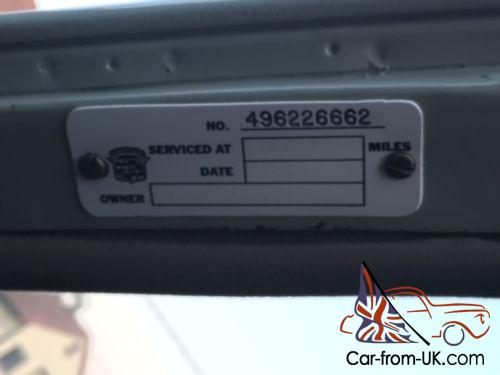 NO. 496226662
SERVICED AT MILES
DATE
OWNER
Car-from-UK.com